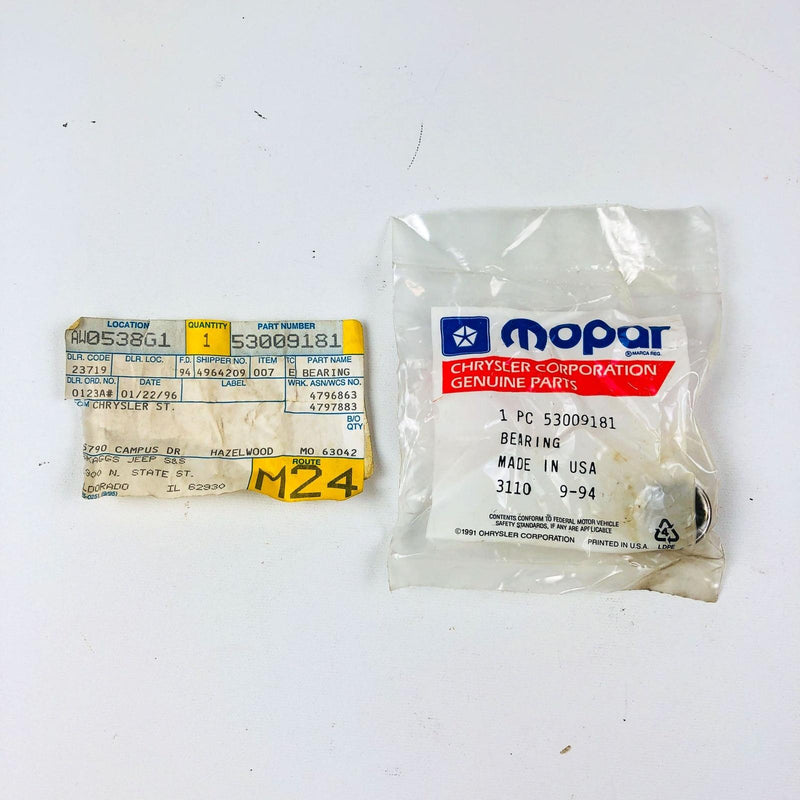 LOCATION QUANTITY PART NUMBER
AW0538G1 1 53009181
DLR. CODE DLR. LOC. F.D. SHIPPER NO. ITEM TC PART NAME
23719 94 4964209 007 E BEARING
DLR. ORD NO. DATE LABEL WRK. ASN/WCS NO.
0123A# 01/22/96 4796863
4797883
CHRYSLER ST.
B/O
QTY
CAMPUS DR HAZELWOOD MO 63042
JEEP S&S
N. STATE ST.
IL 62930
ROUTE
M24
mopar
MARCA REG.
CHRYSLER CORPORATION
GENUINE PARTS
1 PC 53009181
BEARING
MADE IN USA
3110 9-94
CONTENTS CONFORM TO FEDERAL MOTOR VEHICLE
SAFETY STANDARDS, IF ANY ARE APPLICABLE
©1991 CHRYSLER CORPORATION PRINTED IN U.S.A.
4
LDPE